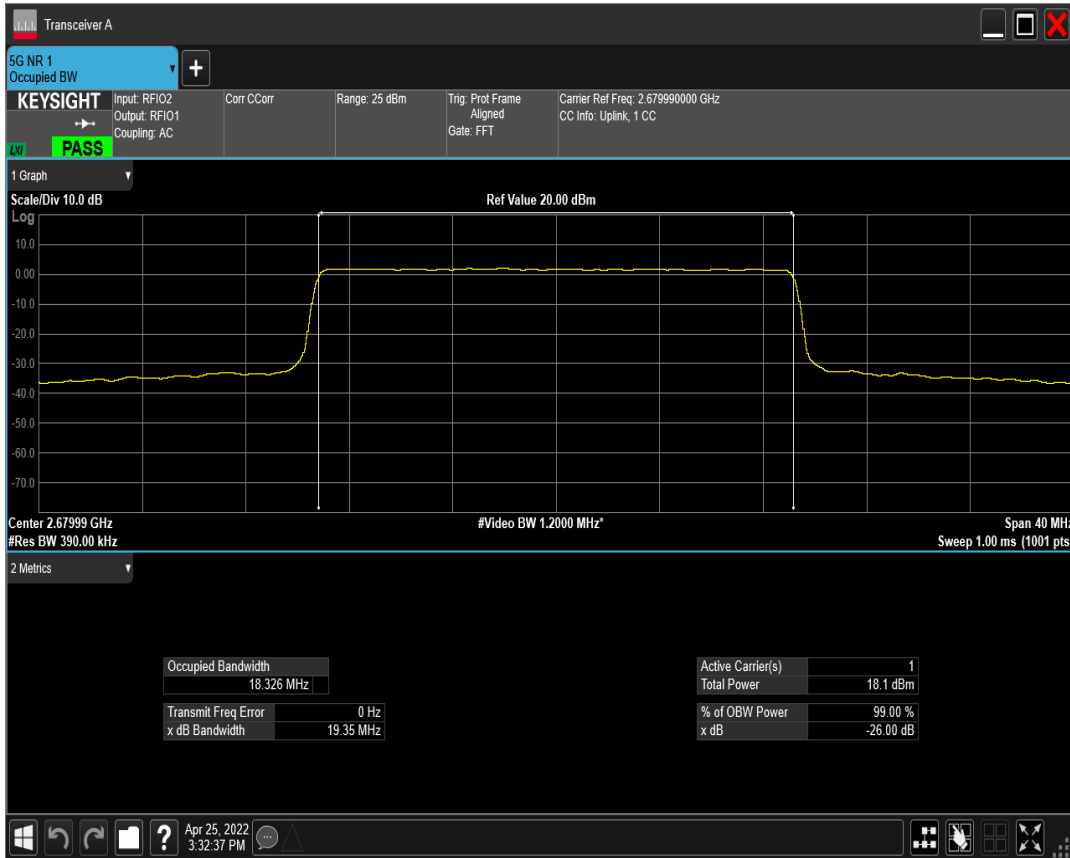 Transceiver A
5G NR 1
Occupied BW
+
KEYSIGHT
LXI
PASS
Input: RFIO2
Output: RFIO1
Coupling: AC
Corr CCorr
Range: 25 dBm
Trig: Prot Frame
Aligned
Gate: FFT
Carrier Ref Freq: 2.679990000 GHz
CC Info: Uplink, 1 CC
1 Graph
Scale/Div 10.0 dB
Ref Value 20.00 dBm
Log
10.0
0.00
-10.0
-20.0
-30.0
-40.0
-50.0
-60.0
-70.0
Center 2.67999 GHz
#Video BW 1.2000 MHz*
Span 40 MHz
#Res BW 390.00 kHz
Sweep 1.00 ms (1001 pts
2 Metrics
Occupied Bandwidth
18.326 MHz
Transmit Freq Error 0 Hz
x dB Bandwidth 19.35 MHz
Active Carrier(s) 1
Total Power 18.1 dBm
% of OBW Power 99.00 %
x dB -26.00 dB
?
Apr 25, 2022
3:32:37 PM